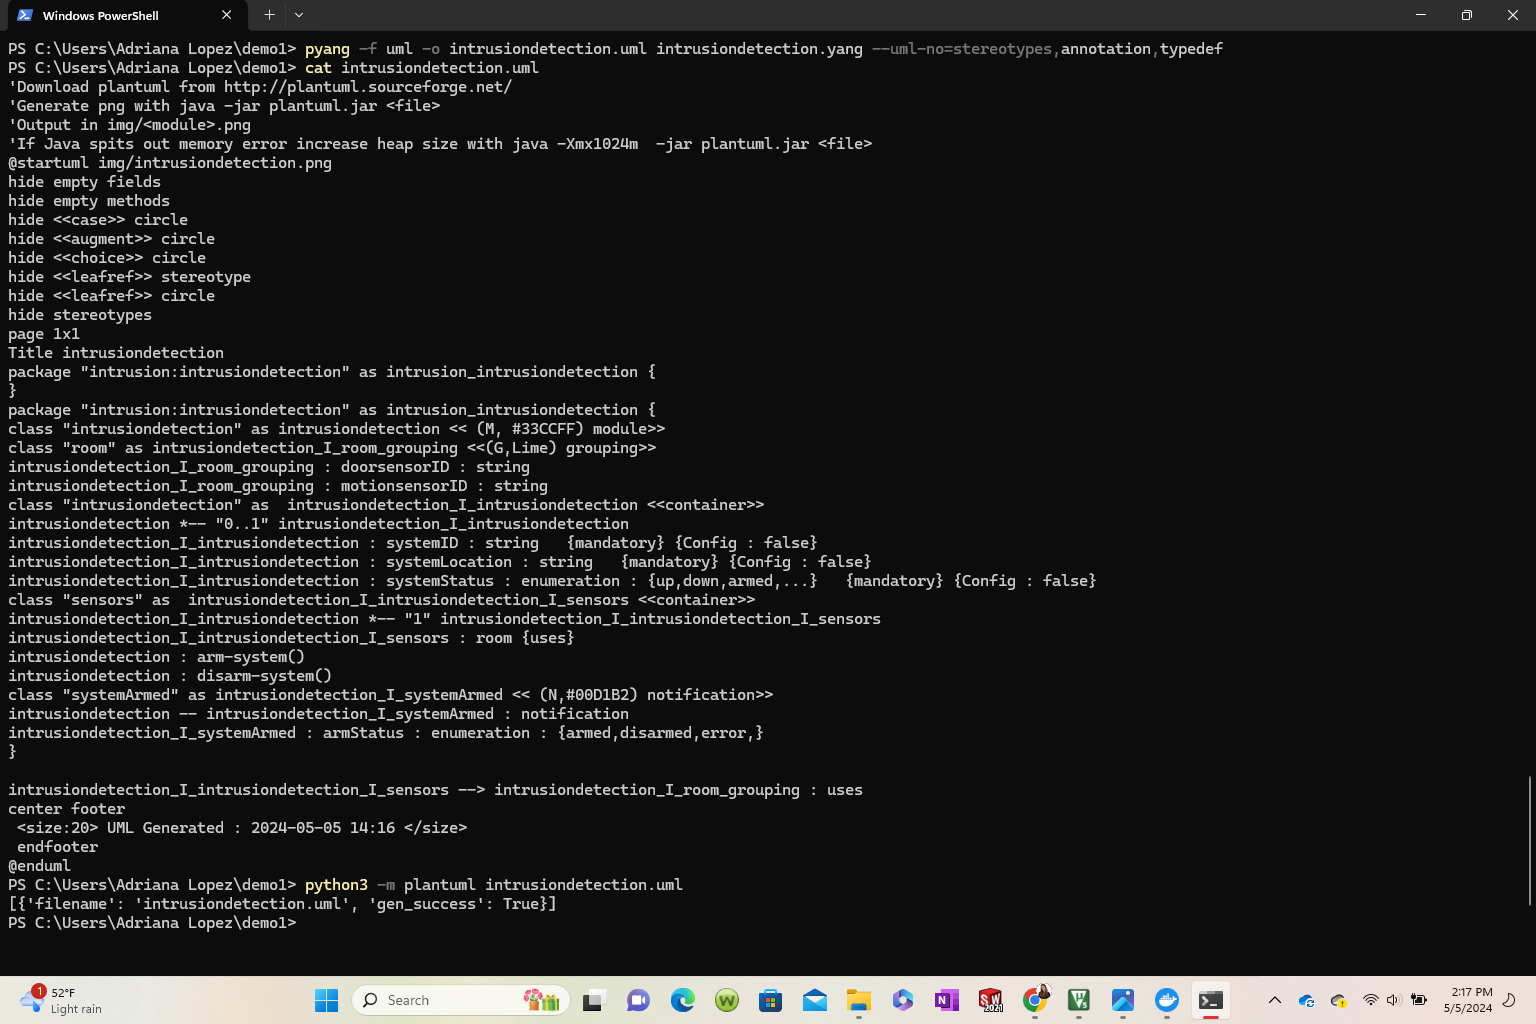 Windows PowerShell
PS C:\Users\Adriana Lopez\demo1> pyang -f uml -o intrusiondetection.uml intrusiondetection.yang --uml-no=stereotypes,annotation,typedef
PS C:\Users\Adriana Lopez\demo1> cat intrusiondetection.uml
'Download plantuml from http://plantuml.sourceforge.net/
'Generate png with java -jar plantuml.jar <file>
'Output in img/<module>.png
'If Java spits out memory error increase heap size with java -Xmx1024m  -jar plantuml.jar <file>
@startuml img/intrusiondetection.png
hide empty fields
hide empty methods
hide <<case>> circle
hide <<augment>> circle
hide <<choice>> circle
hide <<leafref>> stereotype
hide <<leafref>> circle
hide stereotypes
page 1x1
Title intrusiondetection
package "intrusion:intrusiondetection" as intrusion_intrusiondetection {
}
package "intrusion:intrusiondetection" as intrusion_intrusiondetection {
class "intrusiondetection" as intrusiondetection << (M, #33CCFF) module>>
class "room" as intrusiondetection_I_room_grouping <<(G,Lime) grouping>>
intrusiondetection_I_room_grouping : doorsensorID : string
intrusiondetection_I_room_grouping : motionsensorID : string
class "intrusiondetection" as  intrusiondetection_I_intrusiondetection <<container>>
intrusiondetection *-- "0..1" intrusiondetection_I_intrusiondetection
intrusiondetection_I_intrusiondetection : systemID : string   {mandatory} {Config : false}
intrusiondetection_I_intrusiondetection : systemLocation : string   {mandatory} {Config : false}
intrusiondetection_I_intrusiondetection : systemStatus : enumeration : {up,down,armed,...}   {mandatory} {Config : false}
class "sensors" as  intrusiondetection_I_intrusiondetection_I_sensors <<container>>
intrusiondetection_I_intrusiondetection *-- "1" intrusiondetection_I_intrusiondetection_I_sensors
intrusiondetection_I_intrusiondetection_I_sensors : room {uses}
intrusiondetection : arm-system()
intrusiondetection : disarm-system()
class "systemArmed" as intrusiondetection_I_systemArmed << (N,#00D1B2) notification>>
intrusiondetection -- intrusiondetection_I_systemArmed : notification
intrusiondetection_I_systemArmed : armStatus : enumeration : {armed,disarmed,error,}
}
intrusiondetection_I_intrusiondetection_I_sensors --> intrusiondetection_I_room_grouping : uses
center footer
 <size:20> UML Generated : 2024-05-05 14:16 </size>
 endfooter
@enduml
PS C:\Users\Adriana Lopez\demo1> python3 -m plantuml intrusiondetection.uml
[{'filename': 'intrusiondetection.uml', 'gen_success': True}]
PS C:\Users\Adriana Lopez\demo1>
1
52°F
Light rain
Search
W
N
SW
2021
2:17 PM
5/5/2024